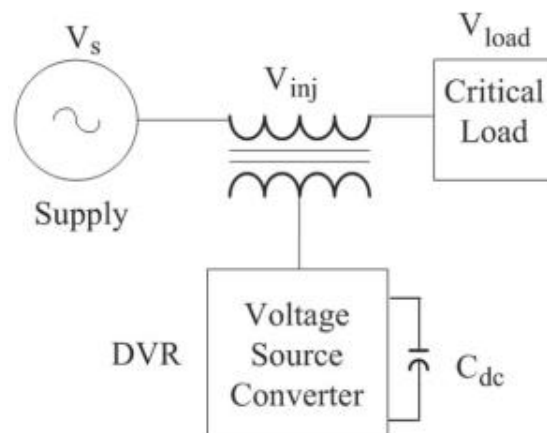 V_s
Supply
V_inj
V_load
Critical
Load
DVR
Voltage
Source
Converter
C_dc